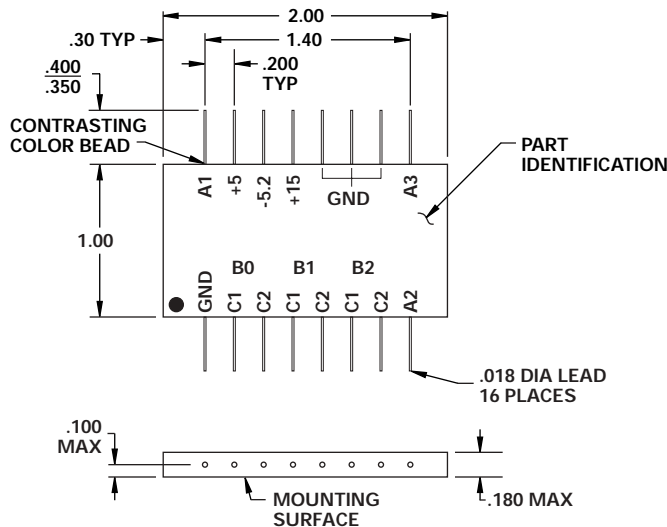 2.00
.30 TYP
1.40
.400
.350
.200
TYP
CONTRASTING
COLOR BEAD
PART
IDENTIFICATION
A1
+5
-5.2
+15
GND
A3
1.00
B0
B1
B2
GND
C1
C2
C1
C2
C1
C2
A2
.018 DIA LEAD
16 PLACES
.100
MAX
MOUNTING
SURFACE
.180 MAX